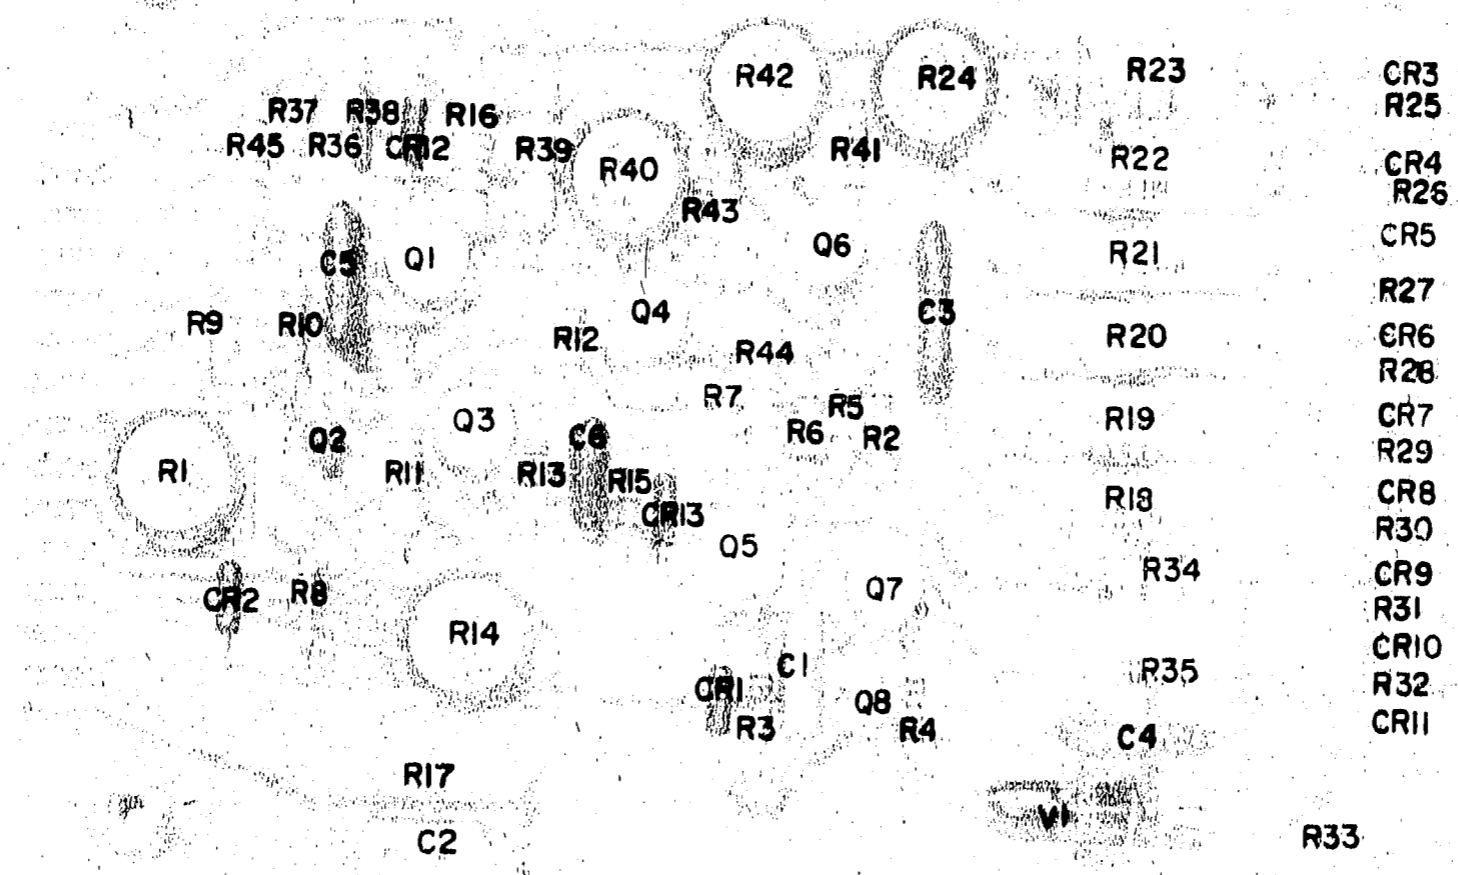 R42 R24 R23 CR3
R37 R38 R16 R25
R45 R36 CR12 R39 R40 R41 R22 CR4
R43 R26
C5 Q1 Q6 R21 CR5
R9 R10 R12 Q4 C3 R27
R44 R20 CR6
R7 R28
Q2 Q3 C6 R5 R19 CR7
R6 R2 R29
R1 R11 R13 R15 R18 CR8
CR13 R30
Q5 R34 CR9
CR2 R8 Q7 R31
R14 C1 R35 CR10
CR1 Q8 R32
R3 R4 C4 CR11
R17
C2 V1 R33